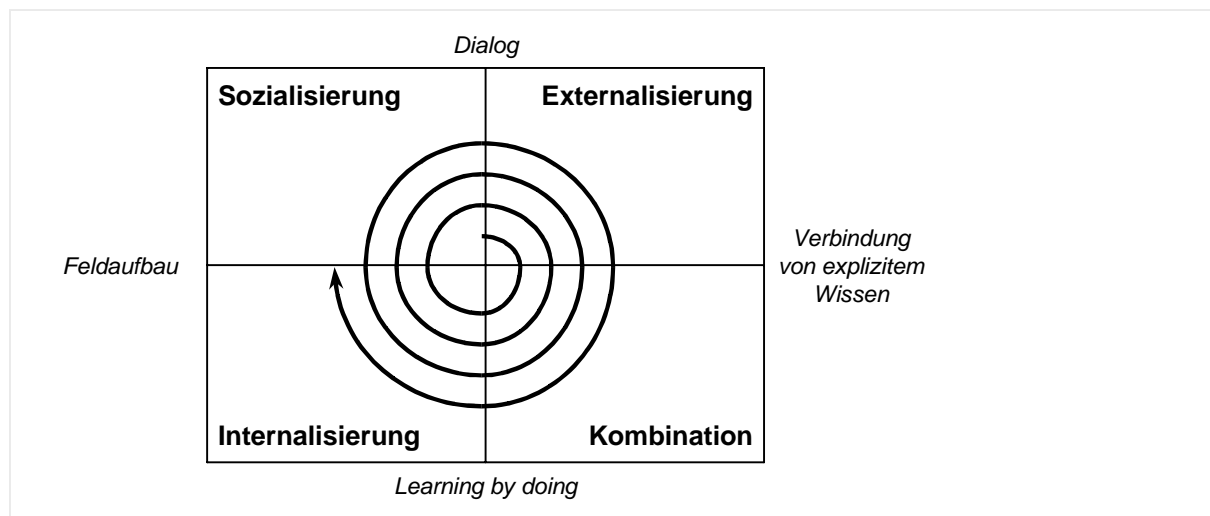 Dialog
Sozialisierung
Externalisierung
Feldaufbau
Verbindung
von explizitem
Wissen
Internalisierung
Kombination
Learning by doing